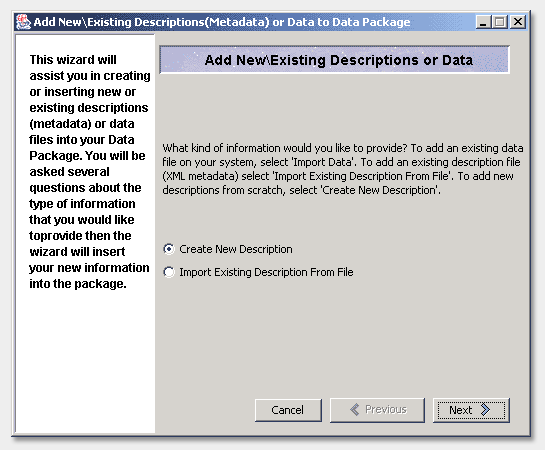 Add New\Existing Descriptions(Metadata) or Data to Data Package
This wizard will
assist you in creating
or inserting new or
existing descriptions
(metadata) or data
files into your Data
Package. You will be
asked several
questions about the
type of information
that you would like
toprovide then the
wizard will insert
your new information
into the package.
Add New\Existing Descriptions or Data
What kind of information would you like to provide? To add an existing data
file on your system, select 'Import Data'. To add an existing description file
(XML metadata) select 'Import Existing Description From File'. To add new
descriptions from scratch, select 'Create New Description'.
Create New Description
Import Existing Description From File
Cancel
Previous
Next